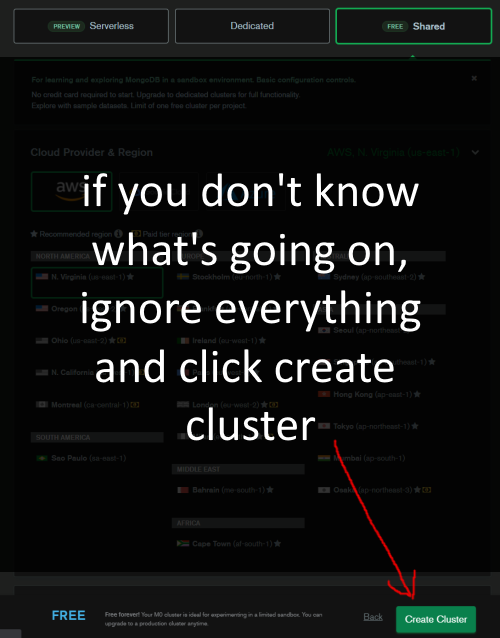 PREVIEW Serverless
Dedicated
FREE Shared
For learning and exploring MongoDB in a sandbox environment. Basic configuration controls.
No credit card required to start. Upgrade to dedicated clusters for full functionality.
Explore with sample datasets. Limit of one free cluster per project.
Cloud Provider & Region
AWS, N. Virginia (us-east-1)
aws
if you don't know
what's going on,
ignore everything
and click create
cluster
Recommended region
Paid tier region
NORTH AMERICA
N. Virginia (us-east-1)
Oregon
Ohio (us-east-2)
N. California
Montreal (ca-central-1)
SOUTH AMERICA
Sao Paulo (sa-east-1)
Stockholm (eu-north-1)
Ireland (eu-west-1)
London (eu-west-2)
MIDDLE EAST
Bahrain (me-south-1)
AFRICA
Cape Town (af-south-1)
Sydney (ap-southeast-2)
Seoul (ap-northeast-
Hong Kong (ap-east-1)
Tokyo (ap-northeast-1)
Mumbai (ap-south-1)
Osaka (ap-northeast-3)
FREE
Free forever! Your M0 cluster is ideal for experimenting in a limited sandbox. You can
upgrade to a production cluster anytime.
Back
Create Cluster